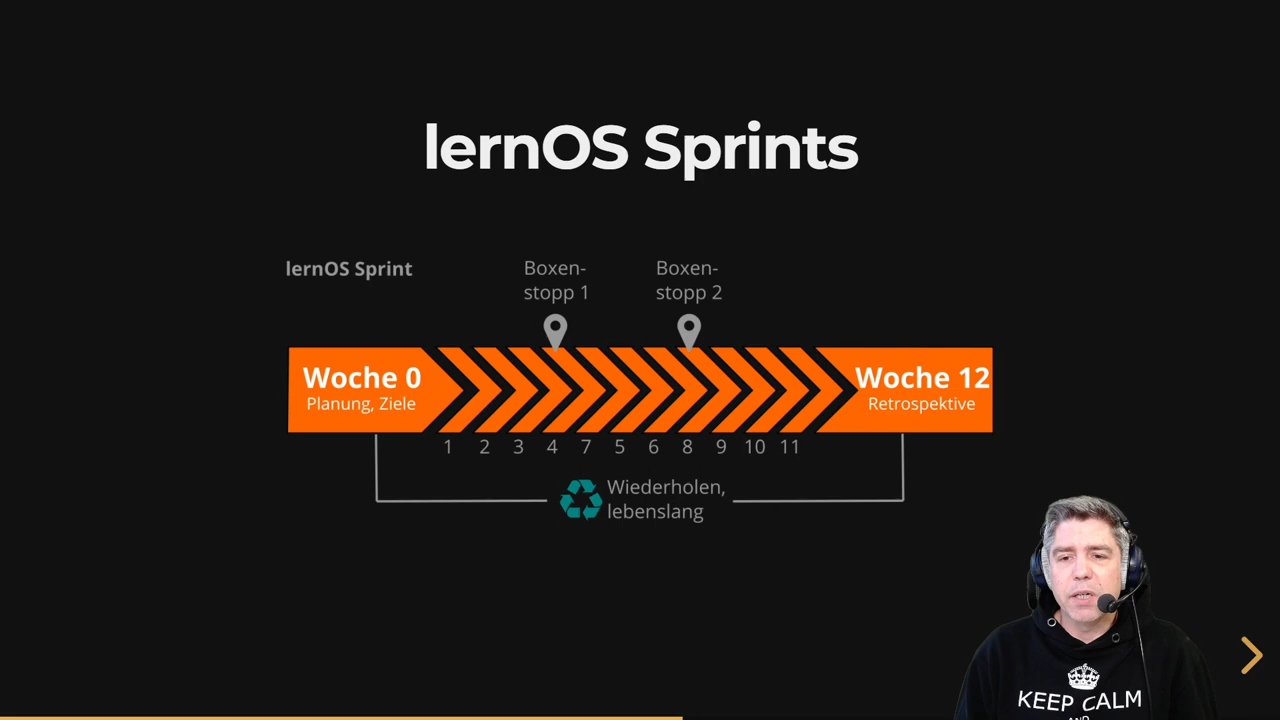 lernOS Sprints
lernOS Sprint
Boxen-
stopp 1
Boxen-
stopp 2
Woche 0
Planung, Ziele
Woche 12
Retrospektive
1 2 3 4 7 5 6 8 9 10 11
Wiederholen,
lebenslang
KEEP CALM
AND